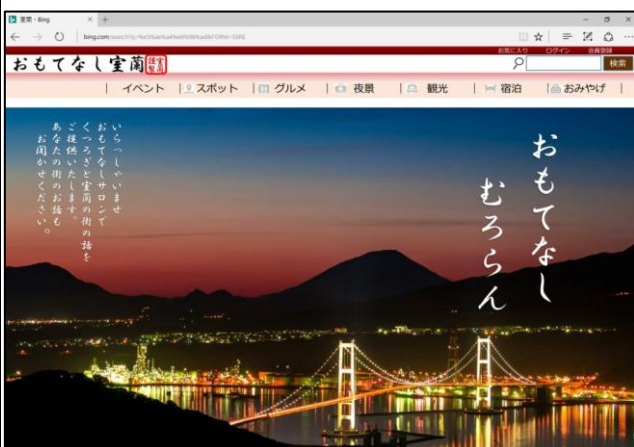 室蘭 - Bing
お気に入り ログイン 会員登録
おもてなし室蘭
検索
イベント スポット グルメ 夜景 観光 宿泊 おみやげ
おもてなし
むろらん
いらっしゃいませ
おもてなしサロンで
くつろぎと室蘭の街の話を
ご提供いたします。
あなたの街のお話も
お聞かせください。